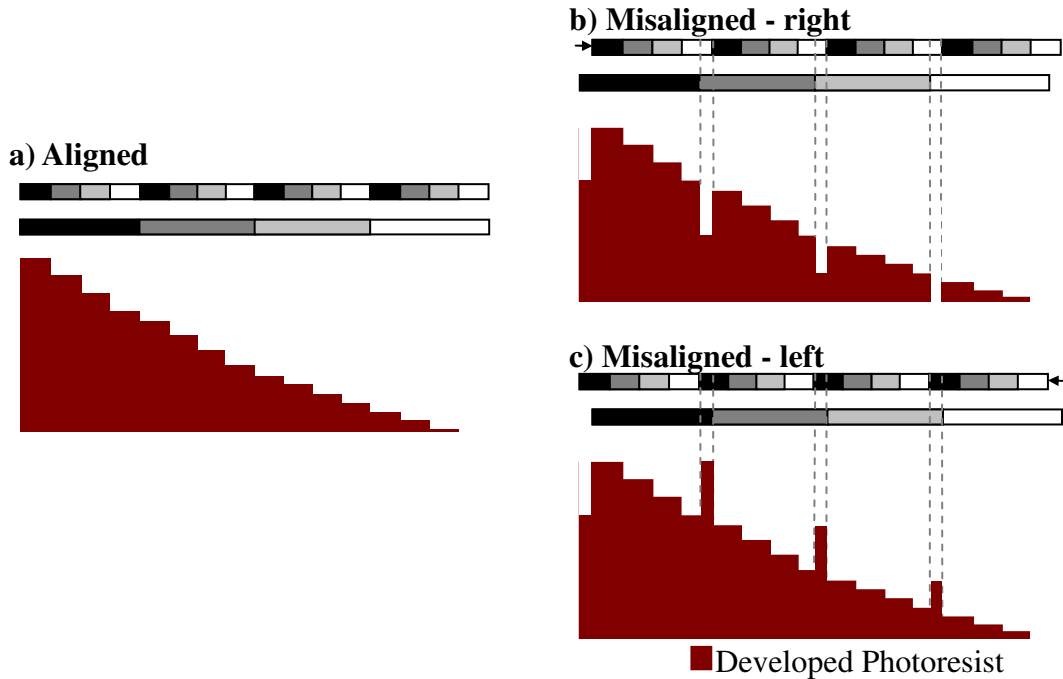 a) Aligned
b) Misaligned - right
c) Misaligned - left
Developed Photoresist